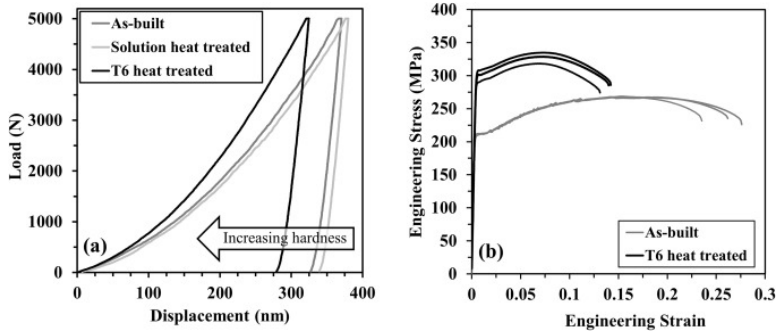 5000
4000
3000
2000
1000
0
Load (N)
As-built
Solution heat treated
T6 heat treated
(a)
Increasing hardness
0 100 200 300 400
Displacement (nm)
400
350
300
250
200
150
100
50
0
Engineering Stress (MPa)
(b)
As-built
T6 heat treated
0 0.05 0.1 0.15 0.2 0.25 0.3
Engineering Strain